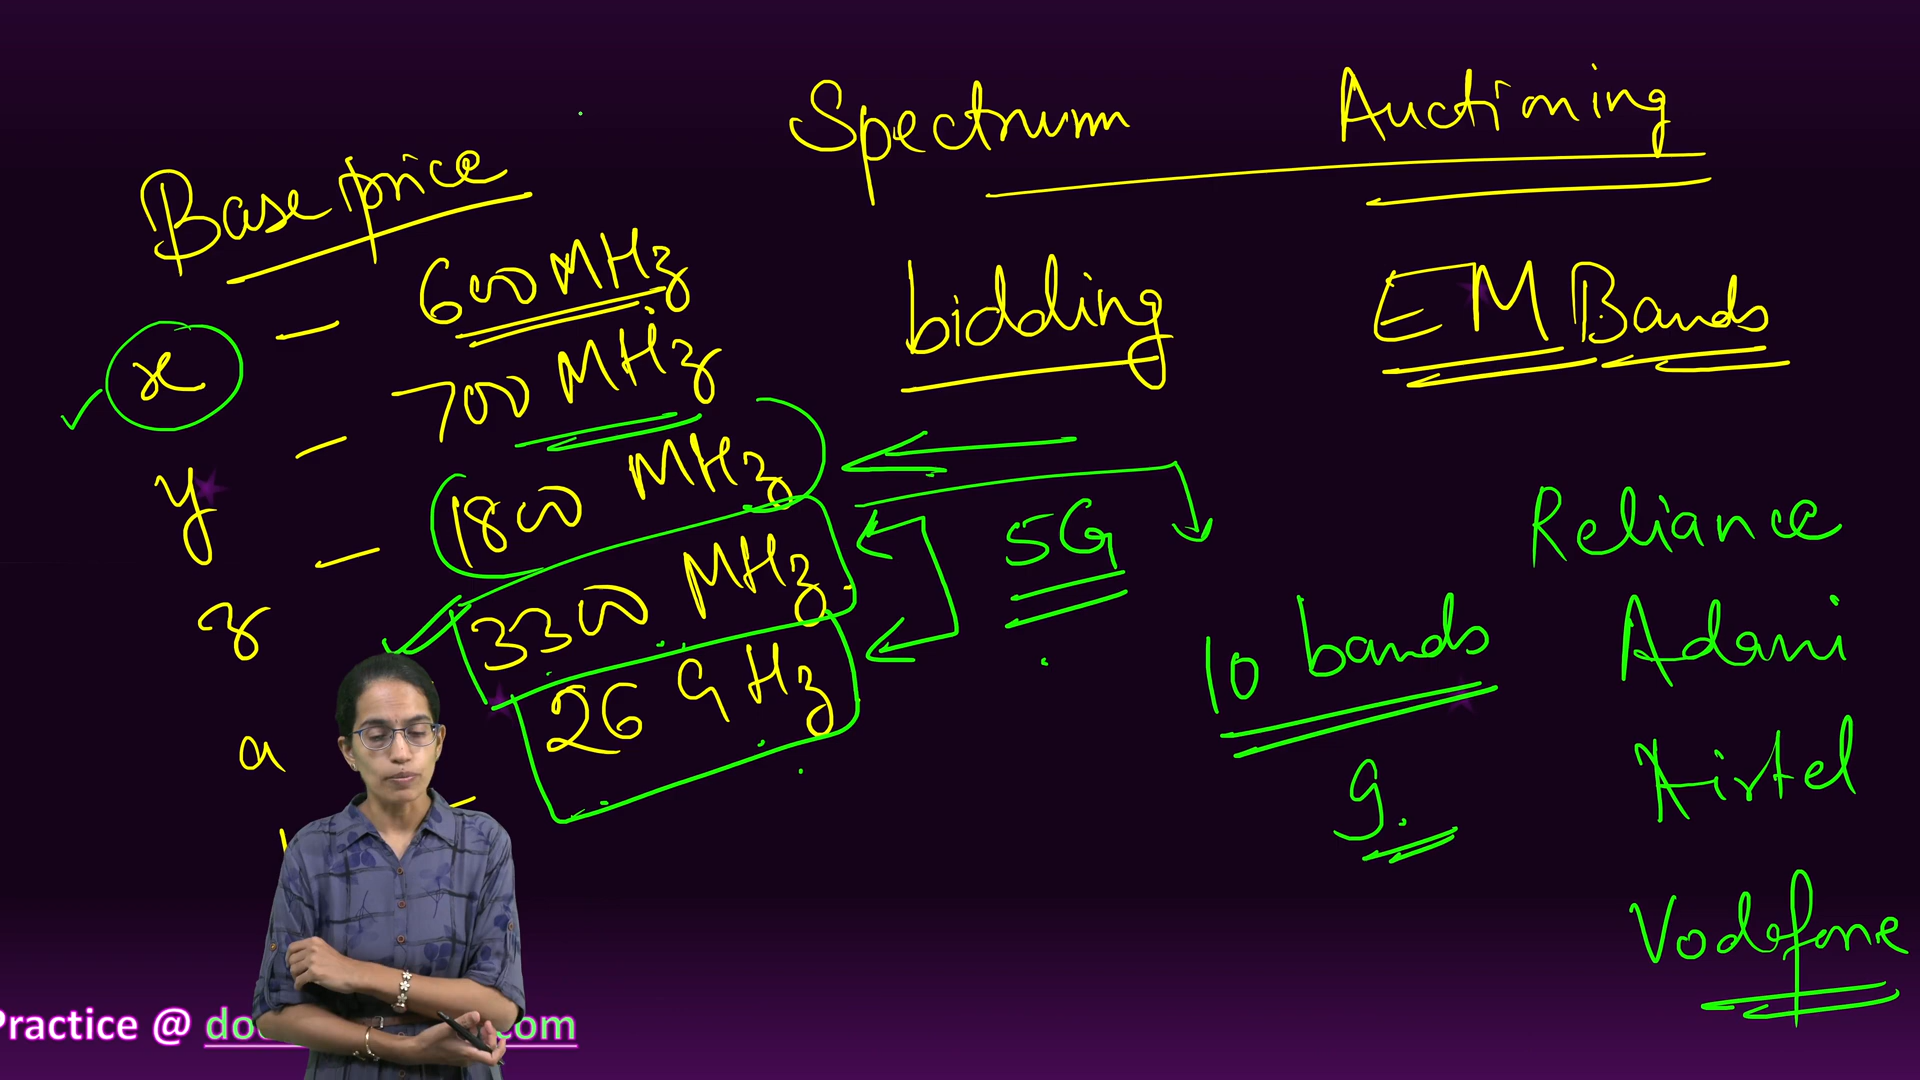 Spectrum Auctioning
Base price
bidding EM Bands
x – 600 MHz
y – 700 MHz
z – 1800 MHz
a 3300 MHz
26 GHz
5G
10 bands
9.
Reliance
Adani
Airtel
Vodafone
Practice @ do com